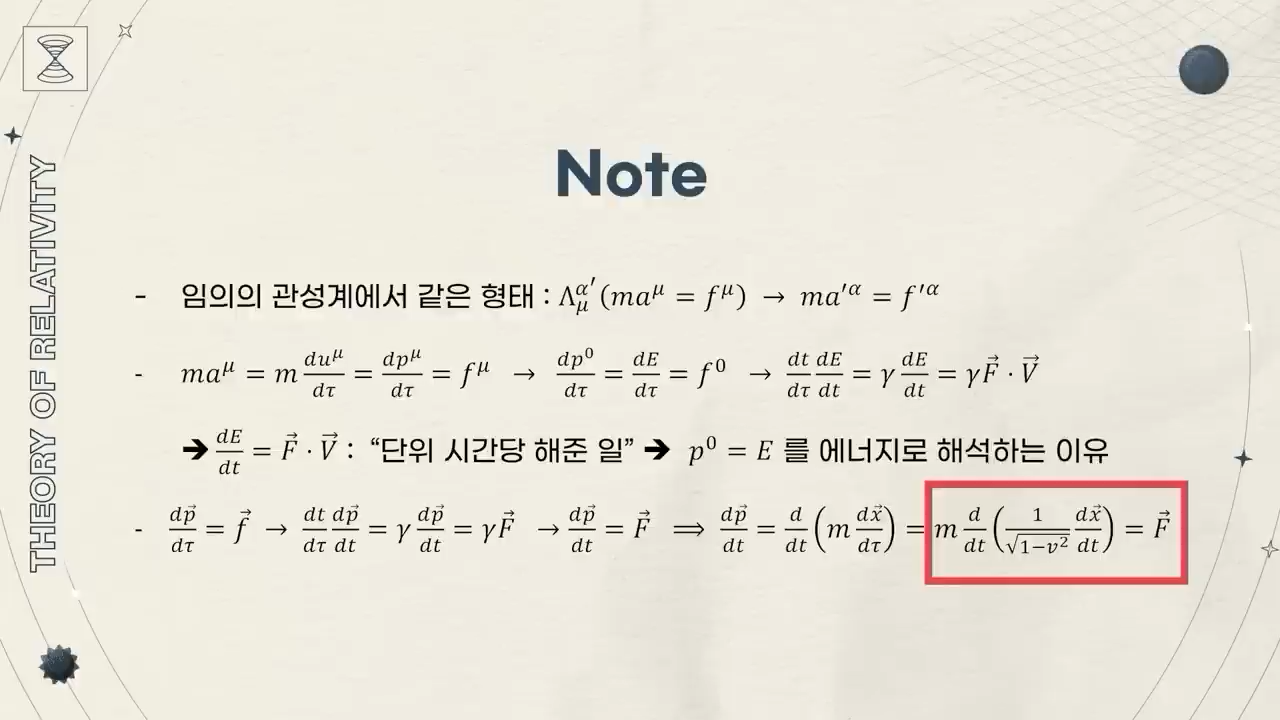 THEORY OF RELATIVITY
Note
- 임의의 관성계에서 같은 형태 : Λ^{α'}_μ (ma^μ = f^μ) → ma'^α = f'^α
- ma^μ = m du^μ/dτ = dp^μ/dτ = f^μ → dp^0/dτ = dE/dτ = f^0 → dt/dτ dE/dt = γ dE/dt = γF⃗ · V⃗
➔ dE/dt = F⃗ · V⃗ : “단위 시간당 해준 일” ➔ p^0 = E 를 에너지로 해석하는 이유
- dp⃗/dτ = f⃗ → dt/dτ dp⃗/dt = γ dp⃗/dt = γF⃗ → dp⃗/dt = F⃗ ⟹ dp⃗/dt = d/dt (m dx⃗/dτ) = m d/dt (1/√(1−v²) dx⃗/dt) = F⃗